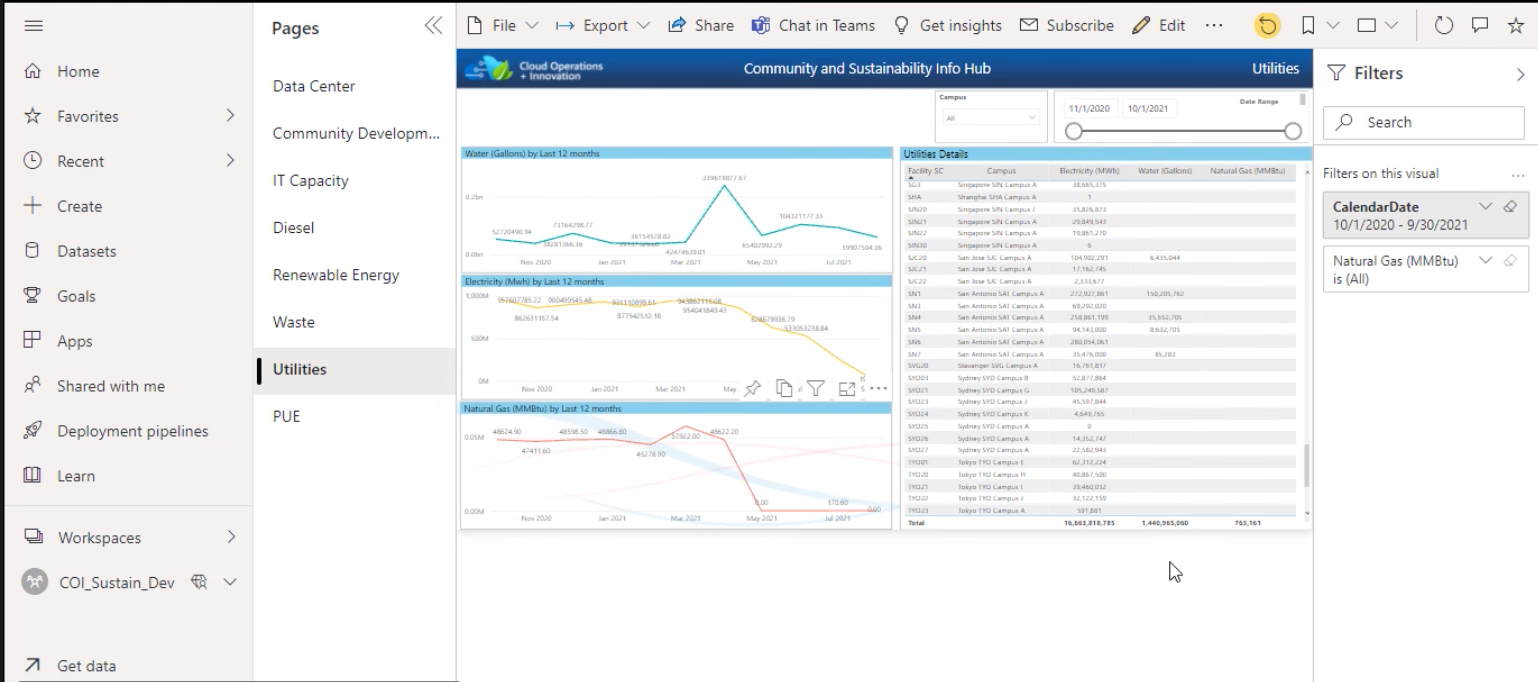 Pages
File
Export
Share
Chat in Teams
Get insights
Subscribe
Edit
Home
Favorites
Recent
Create
Datasets
Goals
Apps
Shared with me
Deployment pipelines
Learn
Workspaces
COI_Sustain_Dev
Get data
Data Center
Community Developm...
IT Capacity
Diesel
Renewable Energy
Waste
Utilities
PUE
Cloud Operations
+ Innovation
Community and Sustainability Info Hub
Utilities
Campus
All
11/1/2020 10/1/2021
Date Range
Water (Gallons) by Last 12 months
239619877.67
0.2bn
52720490.94 73164298.77 36154578.82 104321177.33
38281366.36 42474639.01 65402992.29 59907504.36
0.0bn
Nov 2020 Jan 2021 Mar 2021 May 2021 Jul 2021
Electricity (Mwh) by Last 12 months
1,000M
957607785.22 900499545.48 931110899.61 943862115.08
862631157.54 877542512.18 954041849.43 628679936.79
533053238.84
500M
0M
Nov 2020 Jan 2021 Mar 2021 May
Natural Gas (MMBtu) by Last 12 months
48624.90 48598.50 48866.80 57922.00 48622.20
0.05M
47411.60 45278.90
0.00 170.60 0.00
0.00M
Nov 2020 Jan 2021 Mar 2021 May 2021 Jul 2021
Utilities Details
Facility SC Campus Electricity (MWh) Water (Gallons) Natural Gas (MMBtu)
SG3 Singapore SIN Campus A 38,665,375
SHA Shanghai SHA Campus A 1
SIN20 Singapore SIN Campus J 35,826,873
SIN21 Singapore SIN Campus A 29,849,543
SIN22 Singapore SIN Campus A 19,861,270
SIN30 Singapore SIN Campus A 6
SJC20 San Jose SJC Campus A 104,902,291 6,435,044
SJC21 San Jose SJC Campus A 17,162,745
SJC22 San Jose SJC Campus A 2,333,677
SN1 San Antonio SAT Campus A 272,927,861 150,205,762
SN3 San Antonio SAT Campus A 69,292,020
SN4 San Antonio SAT Campus A 258,861,199 35,552,705
SN5 San Antonio SAT Campus A 94,143,000 8,632,705
SN6 San Antonio SAT Campus A 280,054,061
SN7 San Antonio SAT Campus A 35,476,000 85,283
SVG20 Stavanger SVG Campus A 16,761,817
SYD03 Sydney SYD Campus B 52,877,864
SYD21 Sydney SYD Campus G 105,249,587
SYD23 Sydney SYD Campus J 45,597,844
SYD24 Sydney SYD Campus K 4,649,765
SYD25 Sydney SYD Campus A 0
SYD26 Sydney SYD Campus A 14,352,747
SYD27 Sydney SYD Campus A 22,582,943
TYO01 Tokyo TYO Campus E 62,312,224
TYO20 Tokyo TYO Campus H 40,867,500
TYO21 Tokyo TYO Campus I 39,460,032
TYO22 Tokyo TYO Campus J 32,122,159
TYO23 Tokyo TYO Campus A 591,881
Total 16,663,818,785 1,440,965,060 763,161
Filters
Search
Filters on this visual
CalendarDate
10/1/2020 - 9/30/2021
Natural Gas (MMBtu)
is (All)